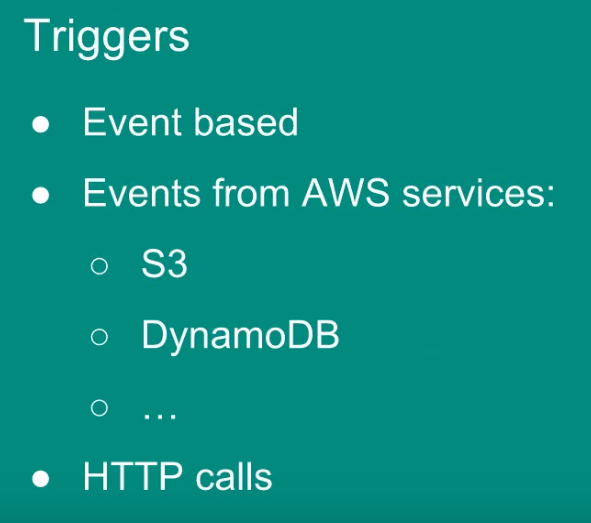 Triggers
● Event based
● Events from AWS services:
○ S3
○ DynamoDB
○ ...
● HTTP calls